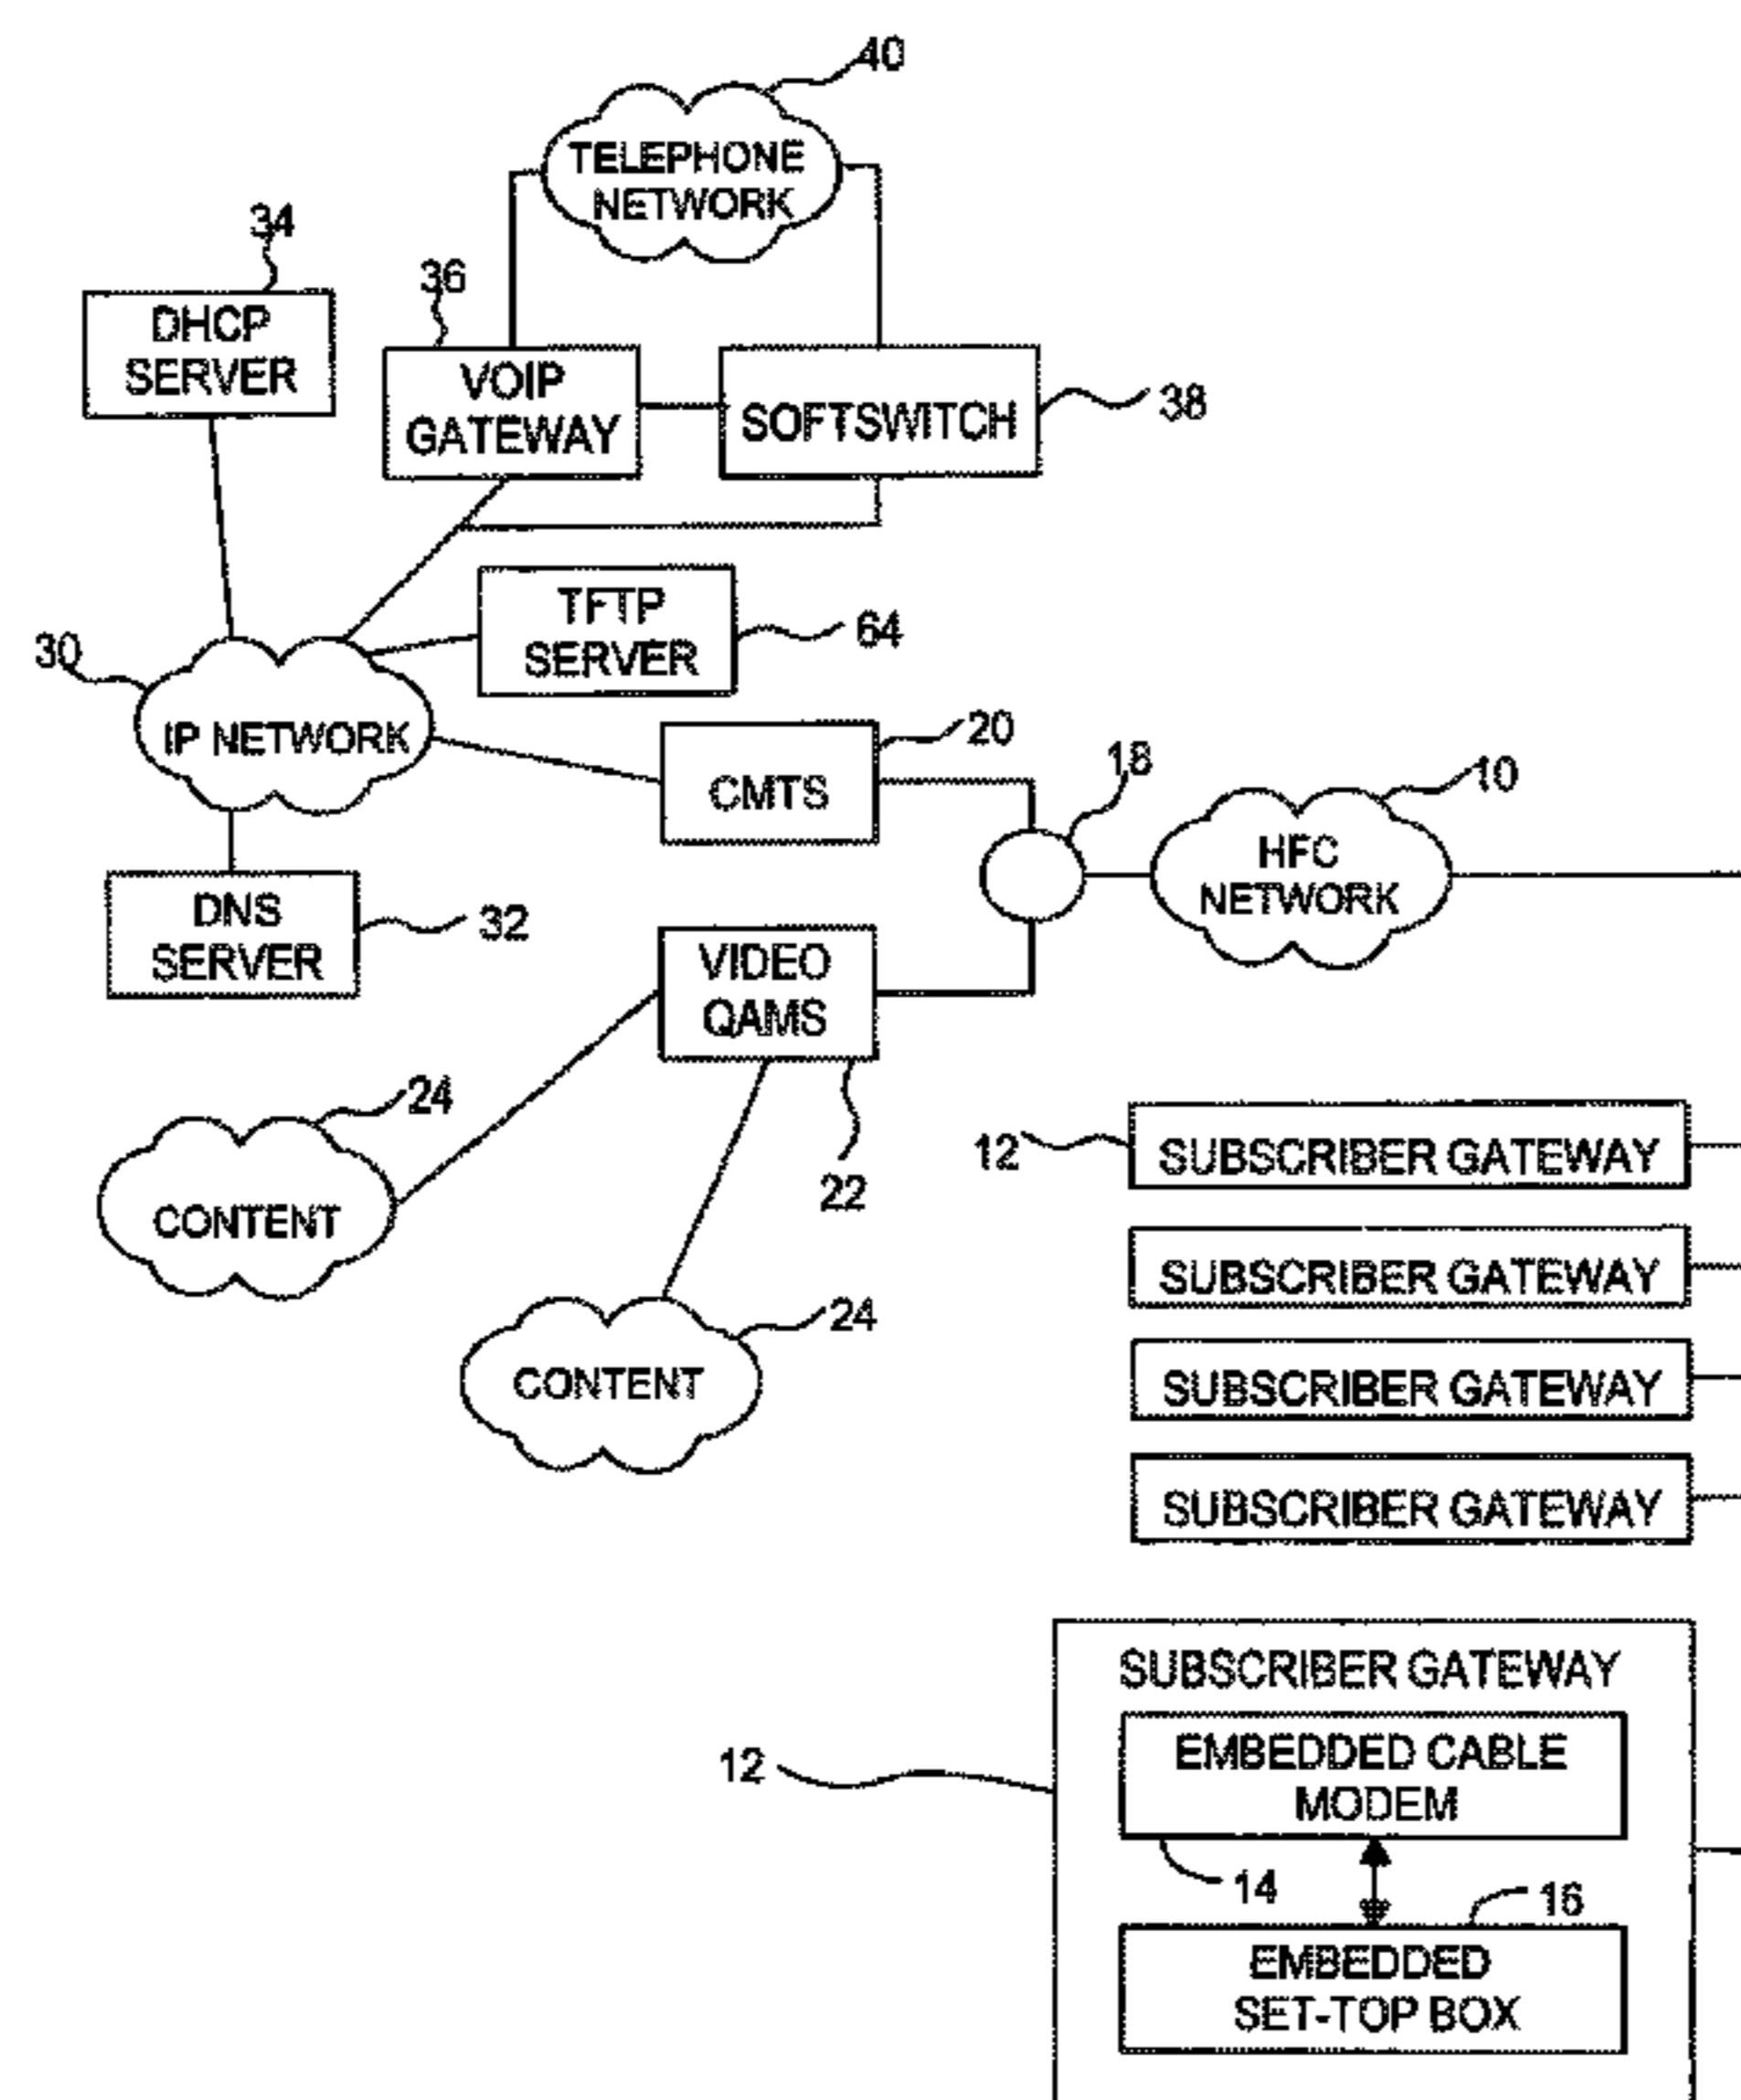 40
TELEPHONE
NETWORK
34
DHCP
SERVER
36
VOIP
GATEWAY
SOFTSWITCH
38
TFTP
SERVER
64
30
IP NETWORK
20
CMTS
18
10
HFC
NETWORK
DNS
SERVER
32
VIDEO
QAMS
22
24
CONTENT
24
CONTENT
12
SUBSCRIBER GATEWAY
SUBSCRIBER GATEWAY
SUBSCRIBER GATEWAY
SUBSCRIBER GATEWAY
12
SUBSCRIBER GATEWAY
EMBEDDED CABLE
MODEM
14
16
EMBEDDED
SET-TOP BOX